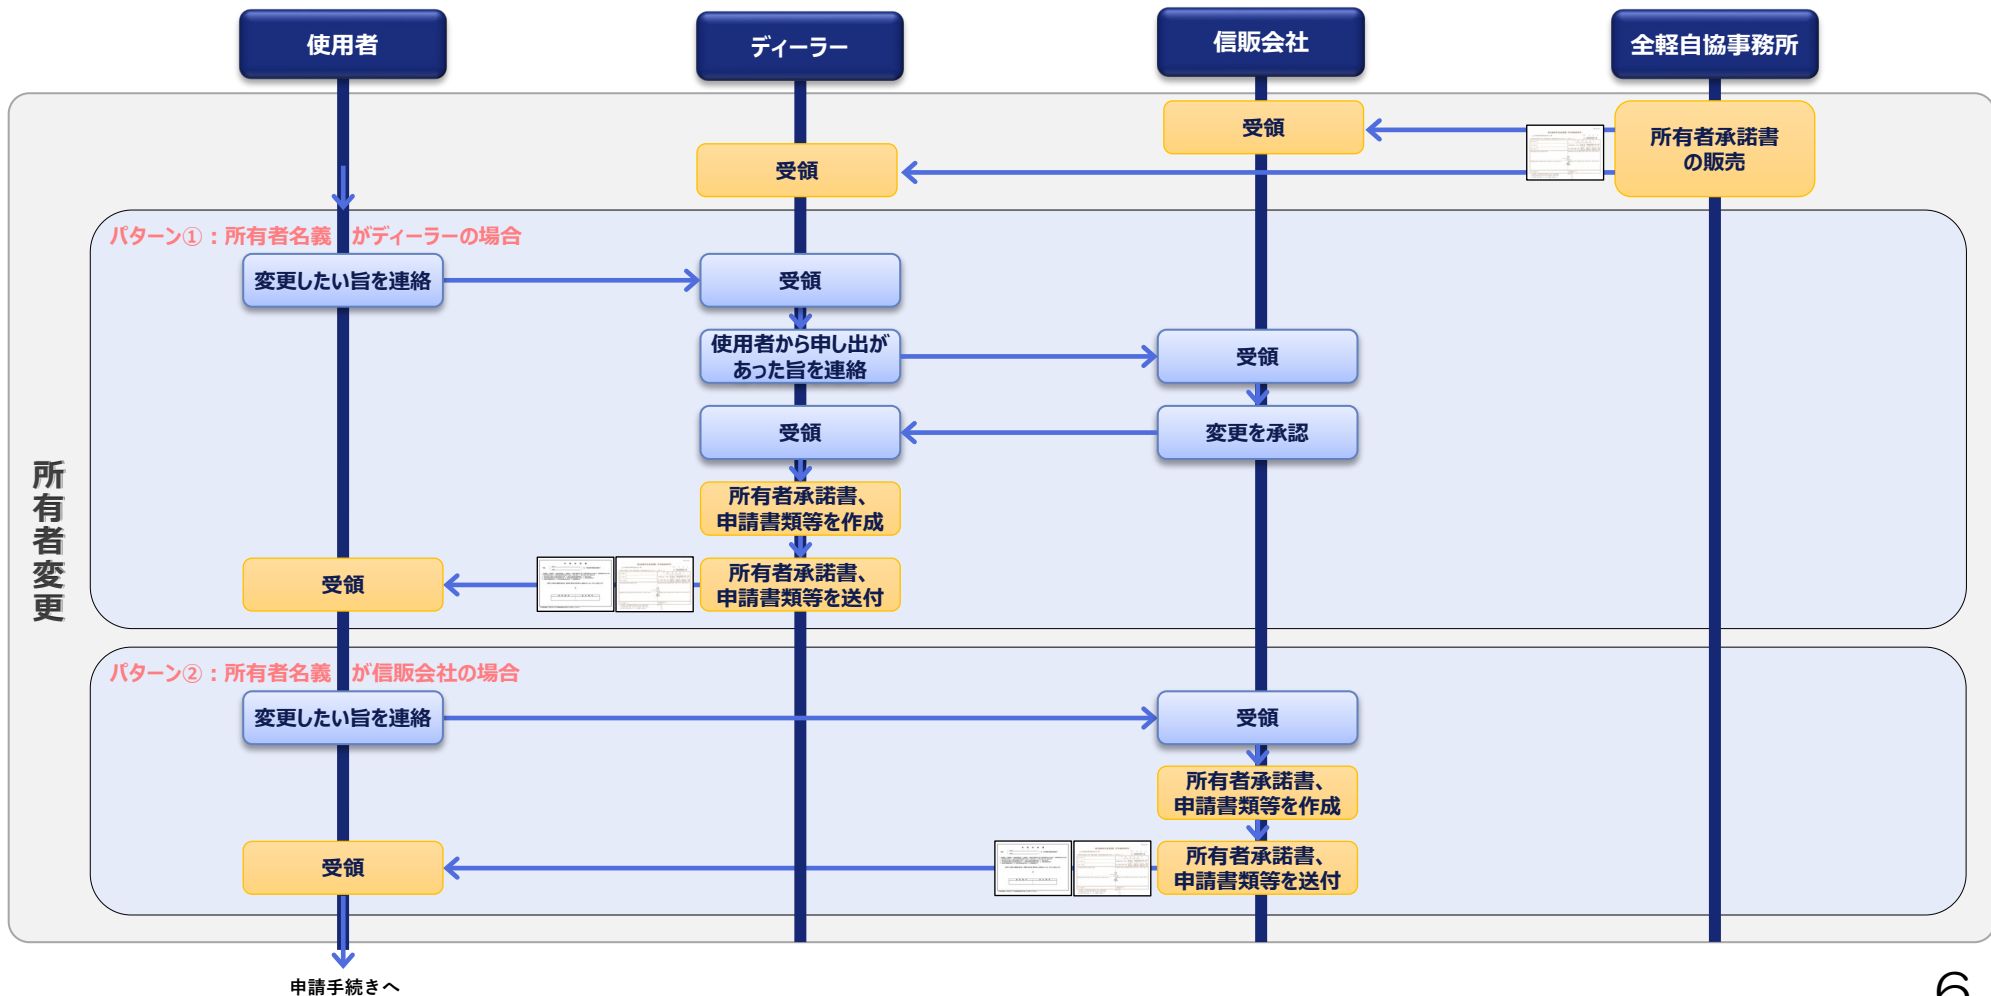 使用者
ディーラー
信販会社
全軽自協事務所
受領
所有者承諾書
の販売
受領
パターン①：所有者名義 がディーラーの場合
変更したい旨を連絡
受領
使用者から申し出が
あった旨を連絡
受領
受領
変更を承認
所有者承諾書、
申請書類等を作成
受領
所有者承諾書、
申請書類等を送付
所有者変更
パターン②：所有者名義 が信販会社の場合
変更したい旨を連絡
受領
所有者承諾書、
申請書類等を作成
受領
所有者承諾書、
申請書類等を送付
申請手続きへ
6